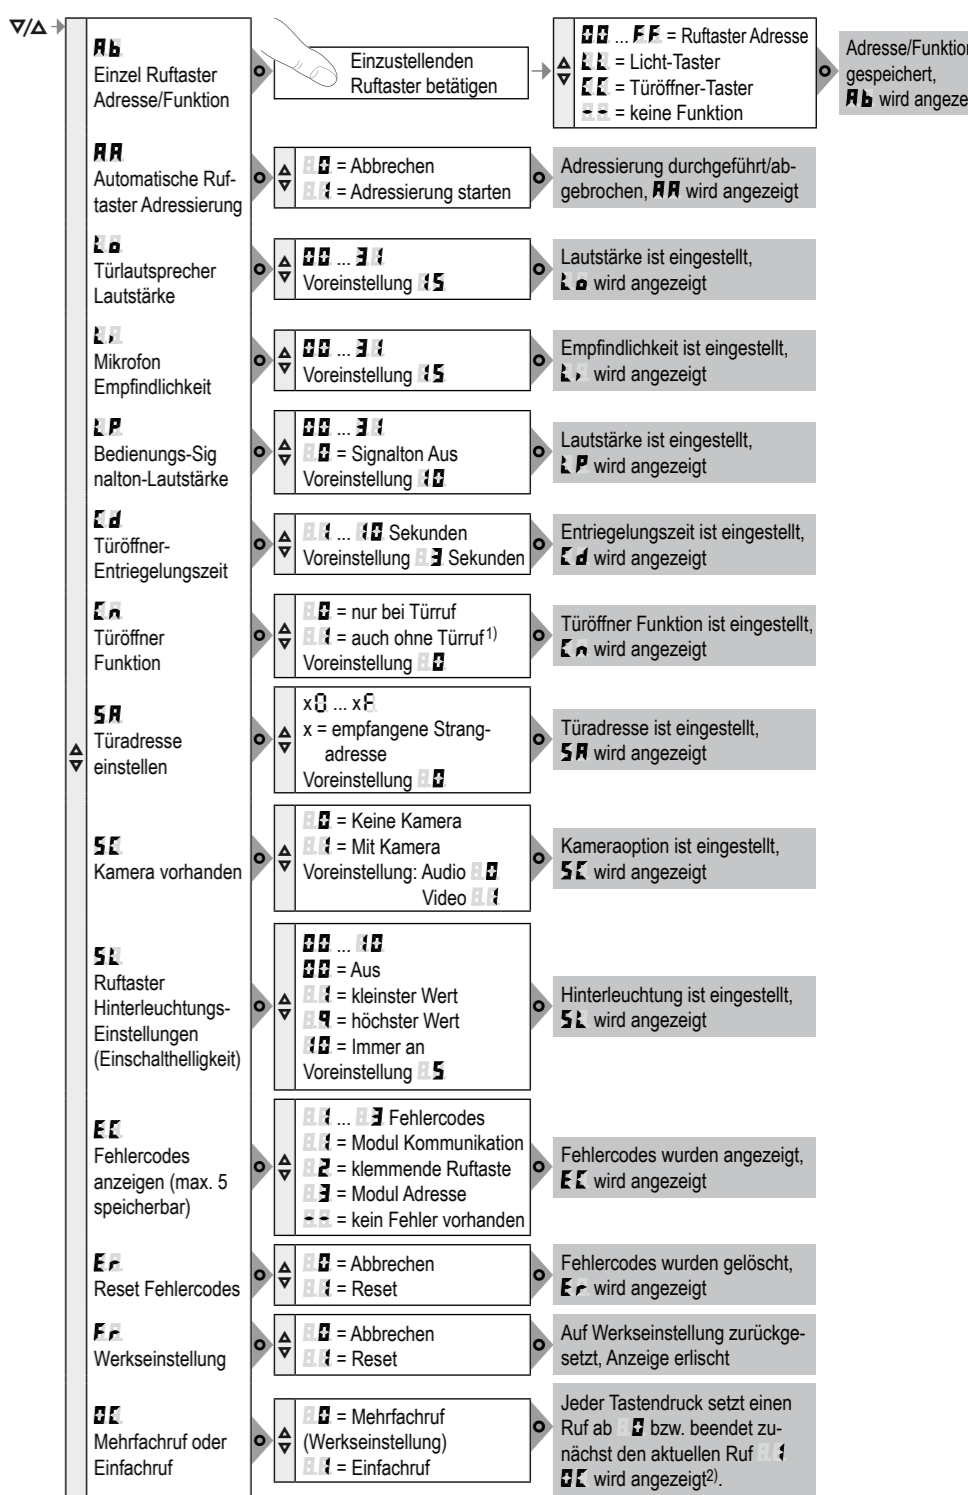 ▽/△
Ab
Einzel Ruftaster
Adresse/Funktion
Einzustellenden
Ruftaster betätigen
00 ... FF = Ruftaster Adresse
LL = Licht-Taster
CC = Türöffner-Taster
-- = keine Funktion
Adresse/Funktion
gespeichert,
Ab wird angeze
AA
Automatische Ruf-
taster Adressierung
0 = Abbrechen
1 = Adressierung starten
Adressierung durchgeführt/ab-
gebrochen, AA wird angezeigt
Lo
Türlautsprecher
Lautstärke
00 ... 31
Voreinstellung 15
Lautstärke ist eingestellt,
Lo wird angezeigt
Li
Mikrofon
Empfindlichkeit
00 ... 31
Voreinstellung 15
Empfindlichkeit ist eingestellt,
Li wird angezeigt
LP
Bedienungs-Sig
nalton-Lautstärke
00 ... 31
0 = Signalton Aus
Voreinstellung 10
Lautstärke ist eingestellt,
LP wird angezeigt
Cd
Türöffner-
Entriegelungszeit
1 ... 10 Sekunden
Voreinstellung 3 Sekunden
Entriegelungszeit ist eingestellt,
Cd wird angezeigt
Cn
Türöffner
Funktion
0 = nur bei Türruf
1 = auch ohne Türruf1)
Voreinstellung 0
Türöffner Funktion ist eingestellt,
Cn wird angezeigt
SA
Türadresse
einstellen
x0 ... xF
x = empfangene Strang-
adresse
Voreinstellung 0
Türadresse ist eingestellt,
SA wird angezeigt
SC
Kamera vorhanden
0 = Keine Kamera
1 = Mit Kamera
Voreinstellung: Audio 0
Video 1
Kameraoption ist eingestellt,
SC wird angezeigt
SL
Ruftaster
Hinterleuchtungs-
Einstellungen
(Einschalthelligkeit)
00 ... 10
00 = Aus
1 = kleinster Wert
9 = höchster Wert
10 = Immer an
Voreinstellung 5
Hinterleuchtung ist eingestellt,
SL wird angezeigt
EC
Fehlercodes
anzeigen (max. 5
speicherbar)
1 ... 3 Fehlercodes
1 = Modul Kommunikation
2 = klemmende Ruftaste
3 = Modul Adresse
-- = kein Fehler vorhanden
Fehlercodes wurden angezeigt,
EC wird angezeigt
Er
Reset Fehlercodes
0 = Abbrechen
1 = Reset
Fehlercodes wurden gelöscht,
Er wird angezeigt
Fr
Werkseinstellung
0 = Abbrechen
1 = Reset
Auf Werkseinstellung zurückge-
setzt, Anzeige erlischt
0C
Mehrfachruf oder
Einfachruf
0 = Mehrfachruf
(Werkseinstellung)
1 = Einfachruf
Jeder Tastendruck setzt einen
Ruf ab 0 bzw. beendet zu-
nächst den aktuellen Ruf 1
0C wird angezeigt2).